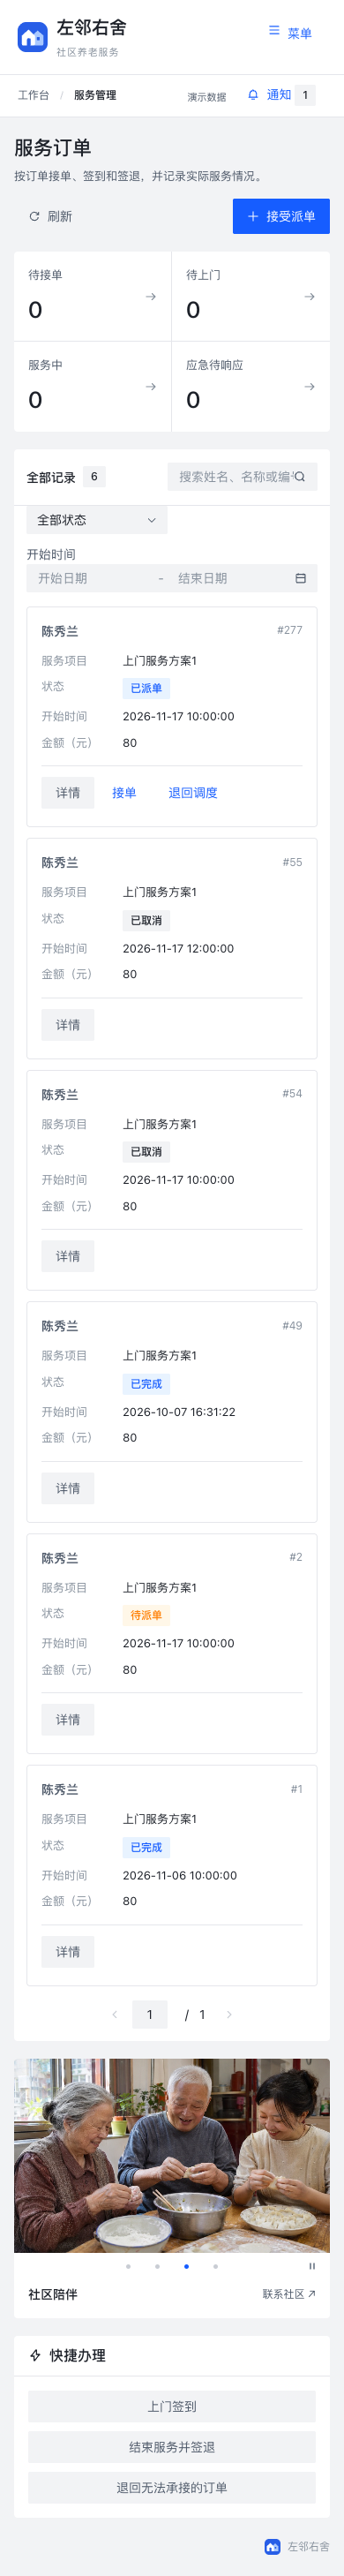 左邻右舍
社区养老服务
菜单
工作台 / 服务管理 演示数据 通知 1
服务订单
按订单接单、签到和签退，并记录实际服务情况。
刷新 接受派单
待接单 待上门
0 0
服务中 应急待响应
0 0
全部记录 6 搜索姓名、名称或编号
全部状态
开始时间
开始日期 - 结束日期
陈秀兰 #277
服务项目 上门服务方案1
状态 已派单
开始时间 2026-11-17 10:00:00
金额（元） 80
详情 接单 退回调度
陈秀兰 #55
服务项目 上门服务方案1
状态 已取消
开始时间 2026-11-17 12:00:00
金额（元） 80
详情
陈秀兰 #54
服务项目 上门服务方案1
状态 已取消
开始时间 2026-11-17 10:00:00
金额（元） 80
详情
陈秀兰 #49
服务项目 上门服务方案1
状态 已完成
开始时间 2026-10-07 16:31:22
金额（元） 80
详情
陈秀兰 #2
服务项目 上门服务方案1
状态 待派单
开始时间 2026-11-17 10:00:00
金额（元） 80
详情
陈秀兰 #1
服务项目 上门服务方案1
状态 已完成
开始时间 2026-11-06 10:00:00
金额（元） 80
详情
1 / 1
社区陪伴 联系社区
快捷办理
上门签到
结束服务并签退
退回无法承接的订单
左邻右舍